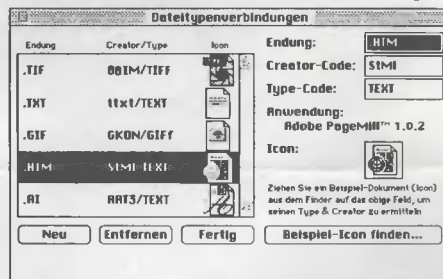 Dateitypenverbindungen
Endung Creator/Type Icon
.TIF 8BIM/TIFF
.TXT ttxt/TEXT
.GIF GKON/GIFf
.HTM StMl TEXT
.AI ART3/TEXT
Endung: .HTM
Creator-Code: StMl
Type-Code: TEXT
Anwendung:
Adobe PageMill™ 1.0.2
Icon:
Ziehen Sie ein Beispiel-Dokument (Icon)
aus dem Finder auf das obige Feld, um
seinen Type & Creator zu ermitteln
Neu Entfernen Fertig Beispiel-Icon finden...